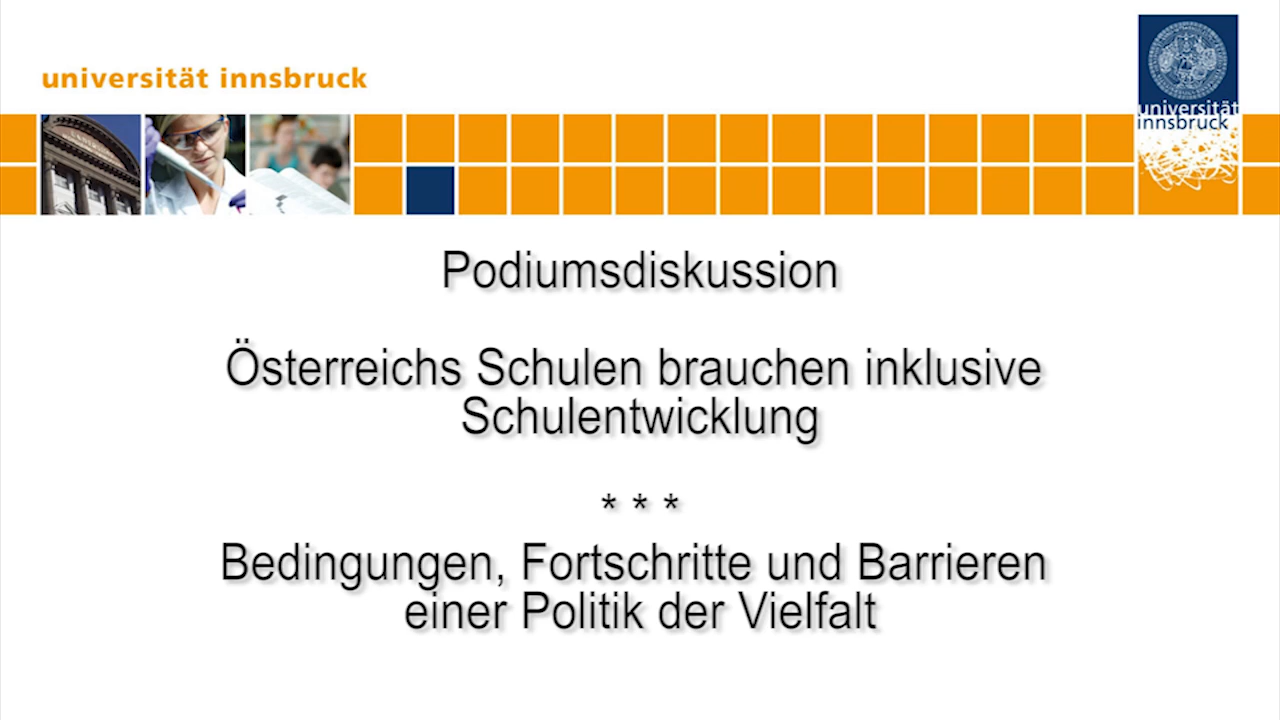 universität innsbruck
universität
innsbruck
Podiumsdiskussion
Österreichs Schulen brauchen inklusive
Schulentwicklung
* * *
Bedingungen, Fortschritte und Barrieren
einer Politik der Vielfalt